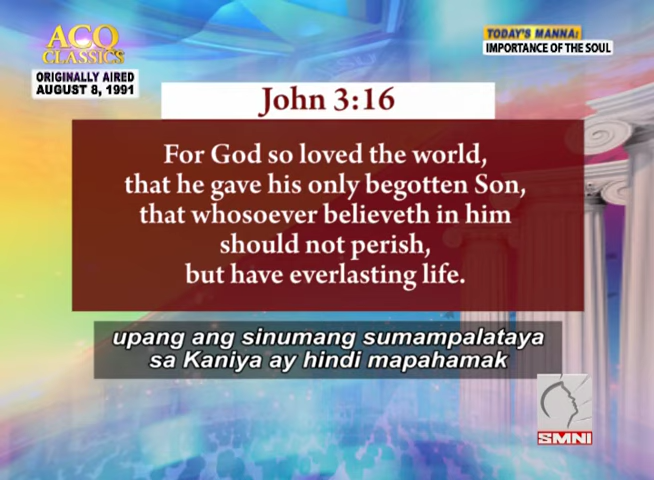 ACQ
CLASSICS
ORIGINALLY AIRED
AUGUST 8, 1991
TODAY'S MANNA:
IMPORTANCE OF THE SOUL
John 3:16
For God so loved the world,
that he gave his only begotten Son,
that whosoever believeth in him
should not perish,
but have everlasting life.
upang ang sinumang sumampalataya
sa Kaniya ay hindi mapahamak
SMNI